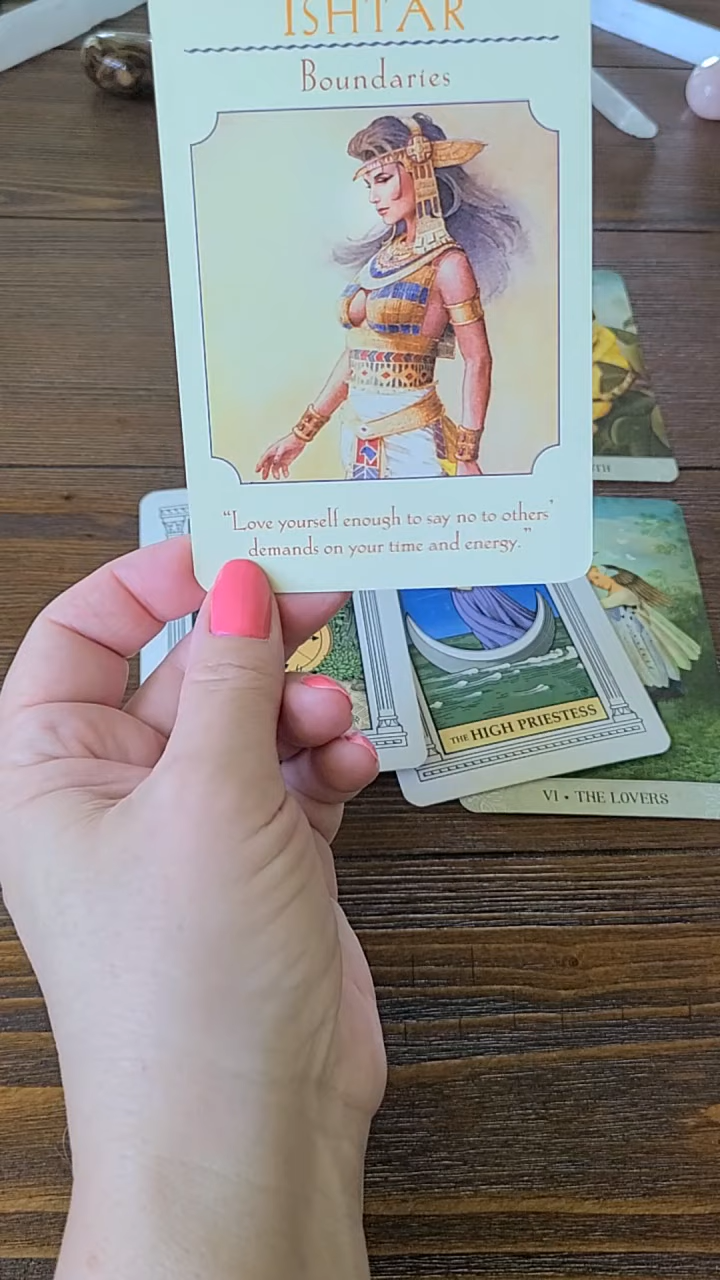 ISHTAR
Boundaries
“Love yourself enough to say no to others’
demands on your time and energy.”
THE HIGH PRIESTESS
VI • THE LOVERS